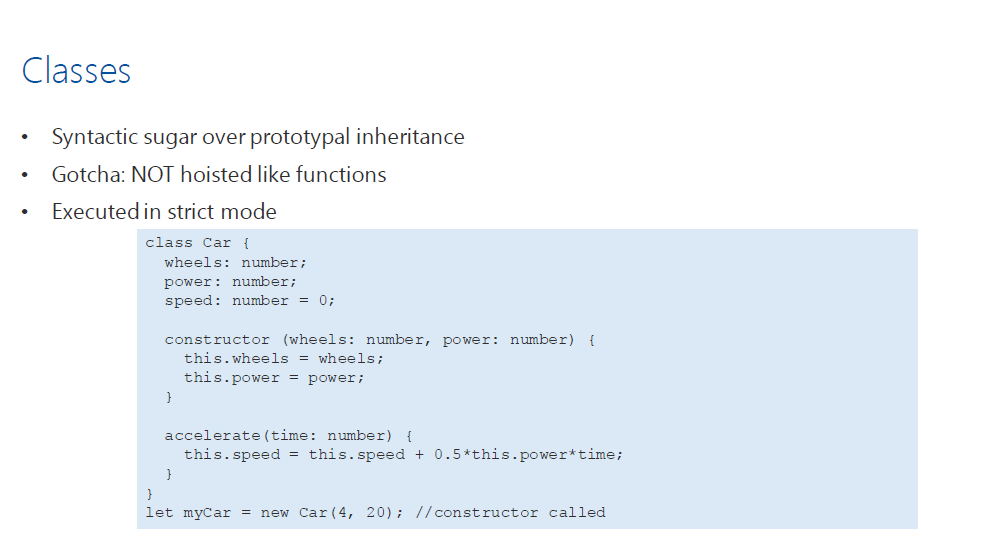 Classes
• Syntactic sugar over prototypal inheritance
• Gotcha: NOT hoisted like functions
• Executed in strict mode
class Car {
  wheels: number;
  power: number;
  speed: number = 0;

  constructor (wheels: number, power: number) {
    this.wheels = wheels;
    this.power = power;
  }

  accelerate(time: number) {
    this.speed = this.speed + 0.5*this.power*time;
  }
}
let myCar = new Car(4, 20); //constructor called